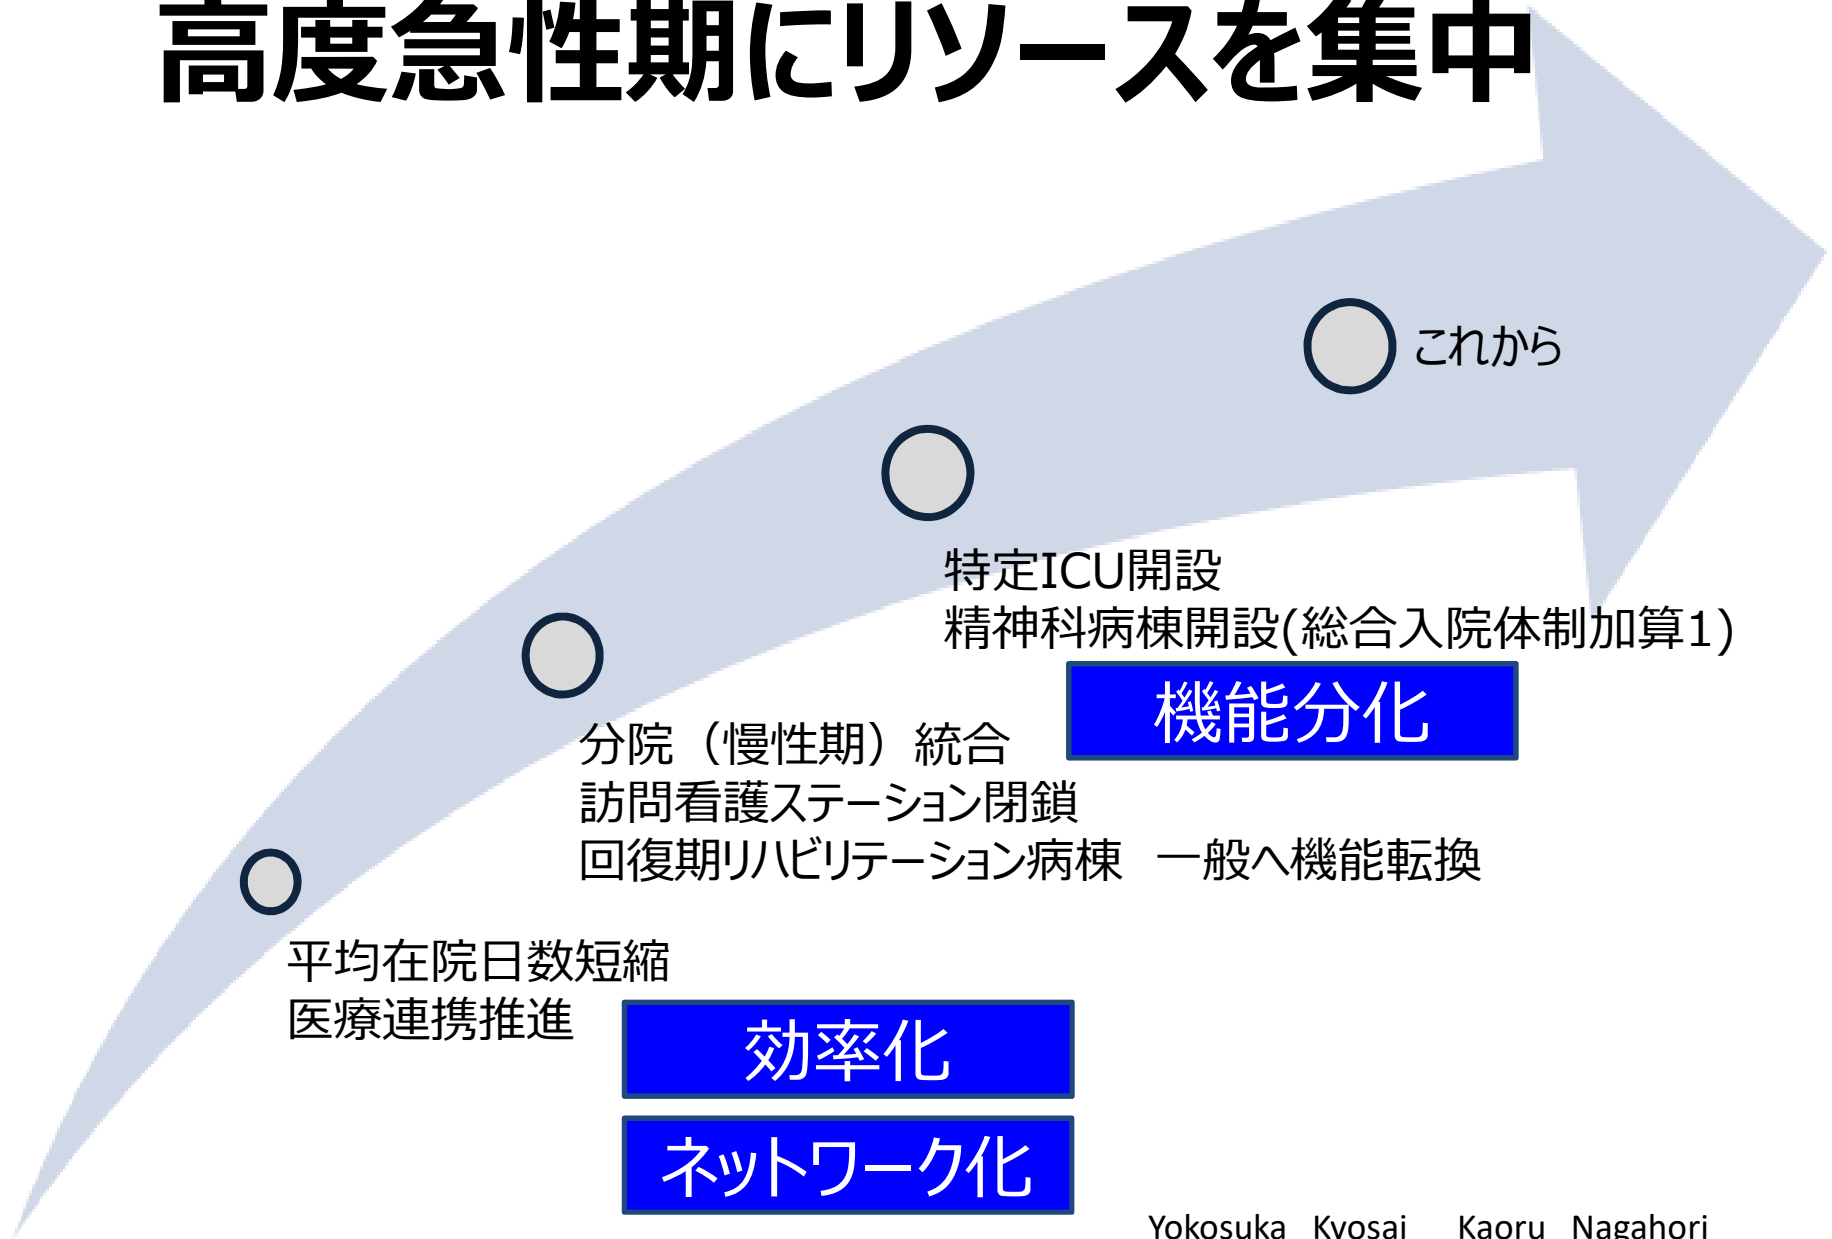 高度急性期にリソースを集中
これから
特定ICU開設
精神科病棟開設(総合入院体制加算1)
機能分化
分院（慢性期）統合
訪問看護ステーション閉鎖
回復期リハビリテーション病棟　一般へ機能転換
平均在院日数短縮
医療連携推進
効率化
ネットワーク化
Yokosuka Kyosai Kaoru Nagahori